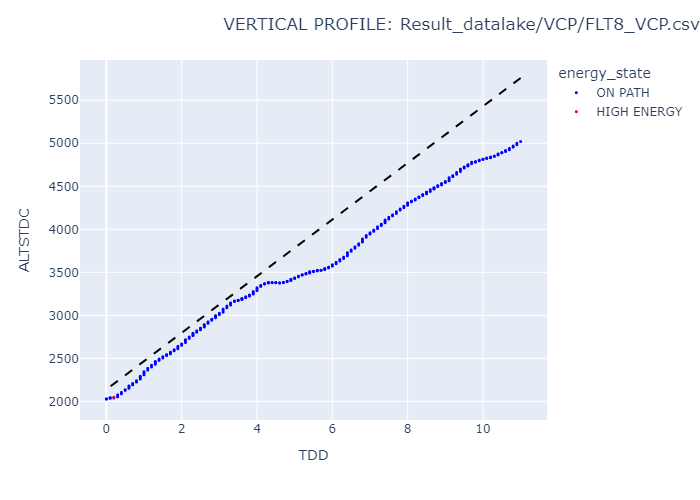 VERTICAL PROFILE: Result_datalake/VCP/FLT8_VCP.csv
energy_state
ON PATH
HIGH ENERGY
ALTSTDC
5500
5000
4500
4000
3500
3000
2500
2000
0 2 4 6 8 10
TDD